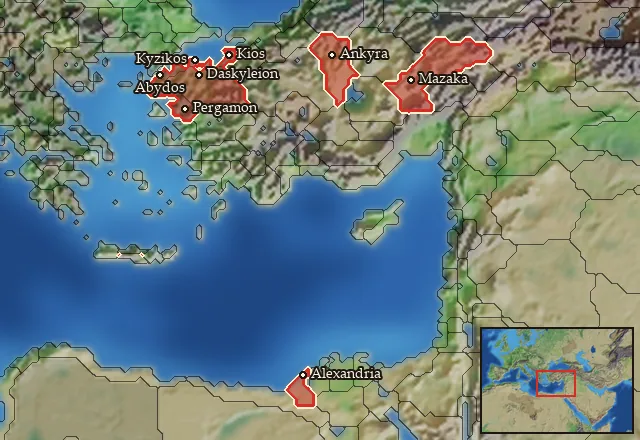 Kyzikos
Kios
Ankyra
Daskyleion
Mazaka
Abydos
Pergamon
Alexandria